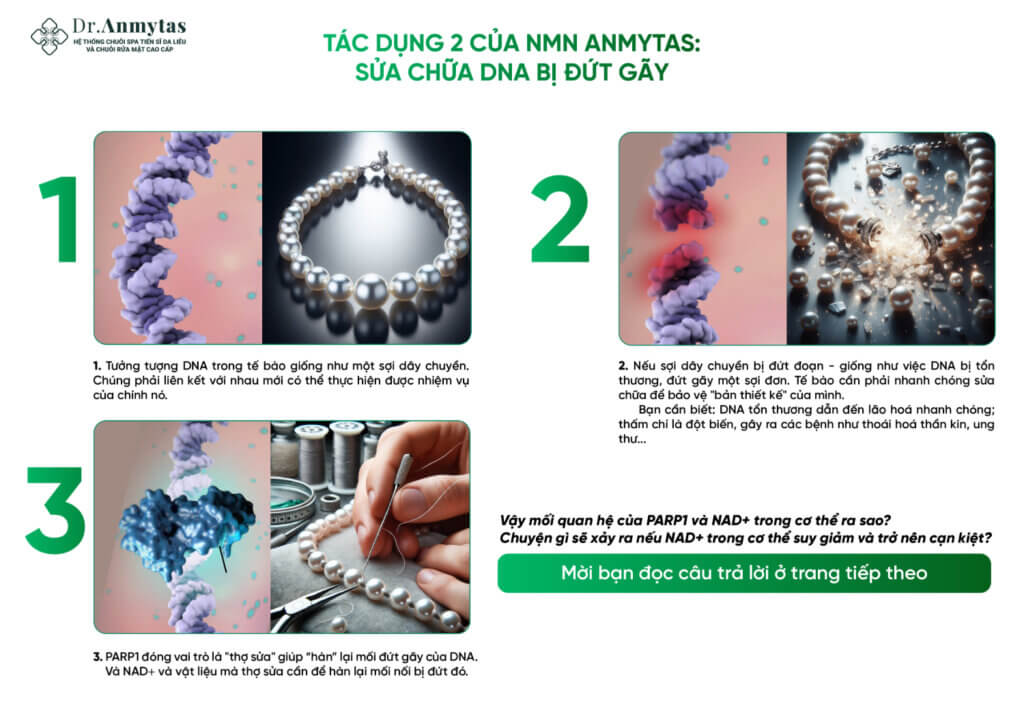 Dr.Anmytas
HỆ THỐNG CHUỖI SPA TIẾN SĨ DA LIỄU
VÀ CHUỖI RỬA MẶT CAO CẤP
TÁC DỤNG 2 CỦA NMN ANMYTAS:
SỬA CHỮA DNA BỊ ĐỨT GÃY
1
2
1. Tưởng tượng DNA trong tế bào giống như một sợi dây chuyền.
Chúng phải liên kết với nhau mới có thể thực hiện được nhiệm vụ
của chính nó.
2. Nếu sợi dây chuyền bị đứt đoạn - giống như việc DNA bị tổn
thương, đứt gãy một sợi đơn. Tế bào cần phải nhanh chóng sửa
chữa để bảo vệ "bản thiết kế" của mình.
Bạn cần biết: DNA tổn thương dẫn đến lão hoá nhanh chóng;
thấm chí là đột biến, gây ra các bệnh như thoái hoá thần kin, ung
thư...
3
Vậy mối quan hệ của PARP1 và NAD+ trong cơ thể ra sao?
Chuyện gì sẽ xảy ra nếu NAD+ trong cơ thể suy giảm và trở nên cạn kiệt?
Mời bạn đọc câu trả lời ở trang tiếp theo
3. PARP1 đóng vai trò là "thợ sửa" giúp "hàn" lại mối đứt gãy của DNA.
Và NAD+ và vật liệu mà thợ sửa cần để hàn lại mối nối bị đứt đó.